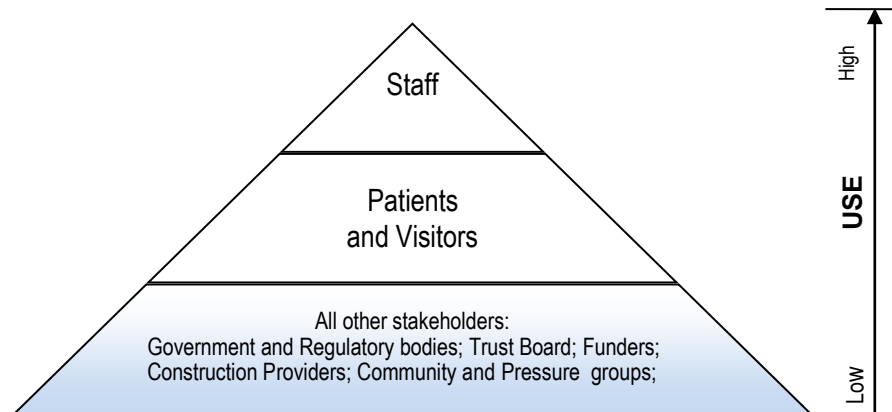 Staff
Patients
and Visitors
All other stakeholders:
Government and Regulatory bodies; Trust Board; Funders;
Construction Providers; Community and Pressure groups;
High
USE
Low